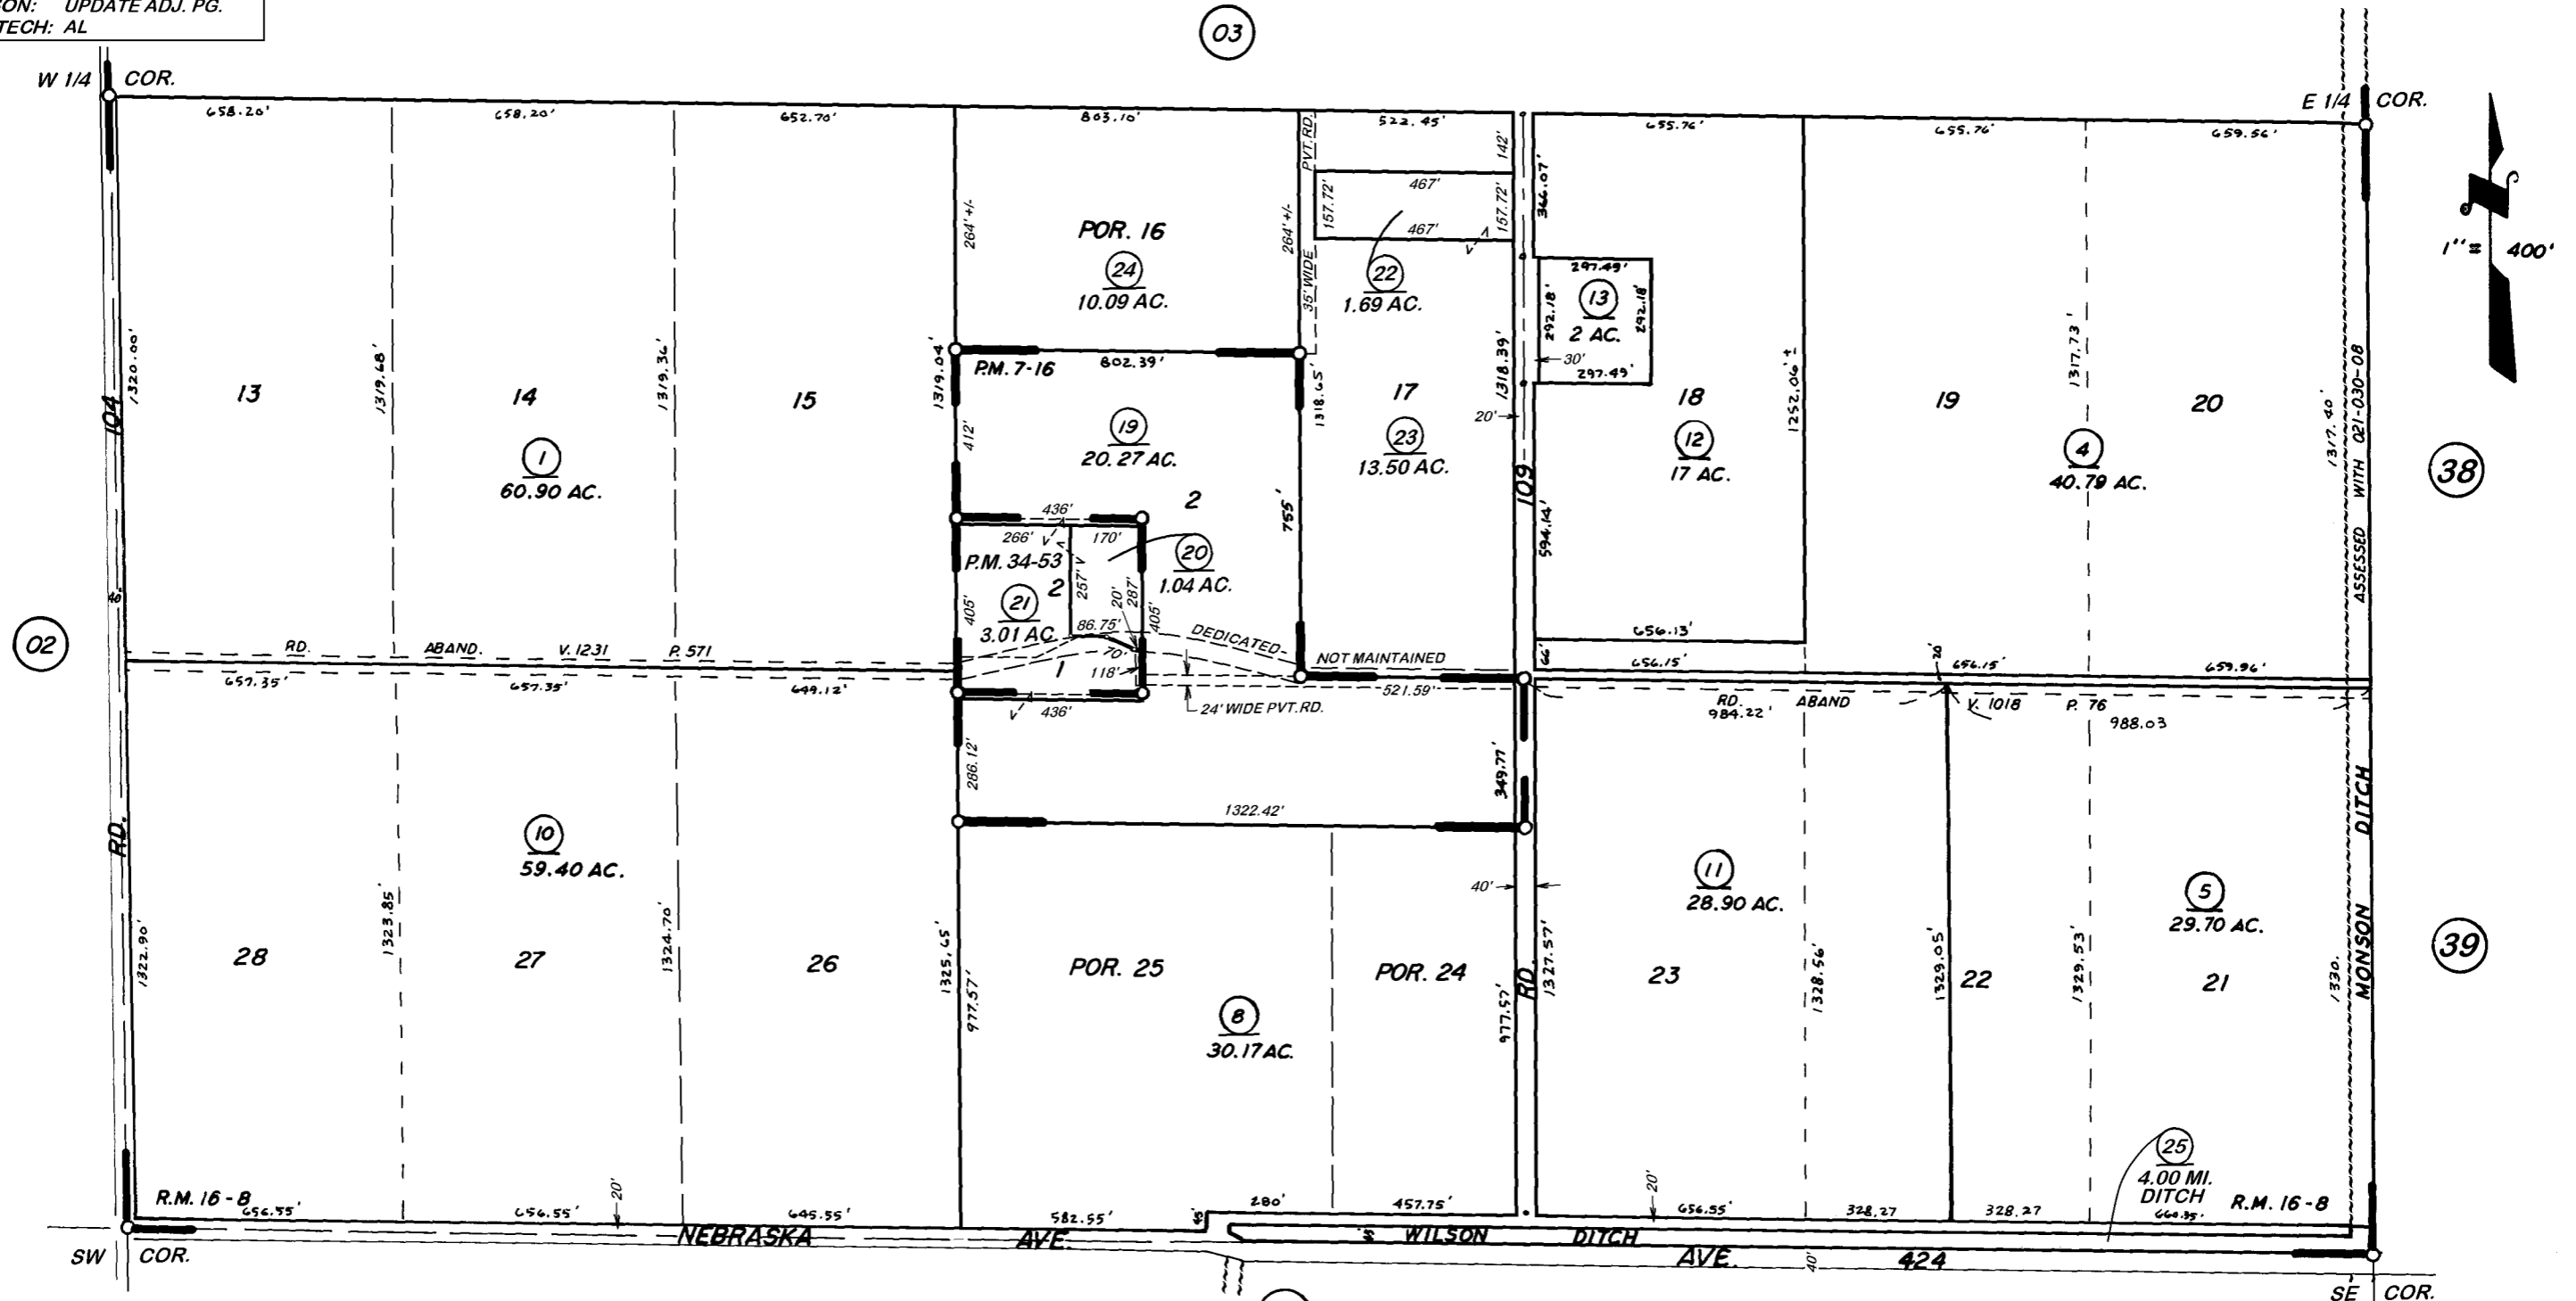 UPDATE ADJ. PG.
TECH: AL
03
W 1/4 COR.
E 1/4 COR.
658.20'
658.20'
652.70'
803.10'
522.45'
655.76'
655.76'
659.56'
PVT. RD.
142'
366.07'
467'
157.72'
157.72'
467'
264' +/-
264' +/-
35' WIDE
POR. 16
24
10.09 AC.
22
1.69 AC.
297.49'
13
2 AC.
292.18'
292.18'
30'
297.49'
1" = 400'
1320.00'
1319.68'
1319.36'
1319.04'
P.M. 7-16
802.39'
1318.65'
1318.39'
1252.06' ±
1317.73'
1317.40'
104
13
14
15
17
18
19
20
20'
412'
19
20.27 AC.
23
13.50 AC.
12
17 AC.
4
40.79 AC.
38
1
60.90 AC.
109
ASSESSED WITH 021-030-08
2
436'
266'
170'
755'
594.14'
P.M. 34-53
20
1.04 AC.
257'
2
20'
287'
405'
405'
21
3.01 AC
86.75'
40'
02
RD. ABAND. V. 1231 P. 571
DEDICATED-
NOT MAINTAINED
656.13'
66'
656.15'
20'
656.15'
659.96'
657.35'
657.35'
649.12'
1
70'
118'
521.59'
24' WIDE PVT. RD.
436'
RD. ABAND V. 1018 P. 76
984.22'
988.03
286.12'
349.77'
1322.42'
RD.
10
59.40 AC.
MONSON DITCH
11
28.90 AC.
5
29.70 AC.
40'
39
1322.90'
1323.85'
1324.70'
1325.65'
977.57'
977.57'
RD.
1327.57'
1328.56'
1329.05'
1329.53'
1330.
28
27
26
POR. 25
POR. 24
23
22
21
8
30.17 AC.
25
4.00 MI.
DITCH
R.M. 16-8
R.M. 16-8
656.55'
20'
656.55'
645.55'
582.55'
45'
280'
457.75'
20'
656.55'
328.27
328.27
660.35'
NEBRASKA AVE.
WILSON DITCH
AVE. 424
40'
SW COR.
SE COR.